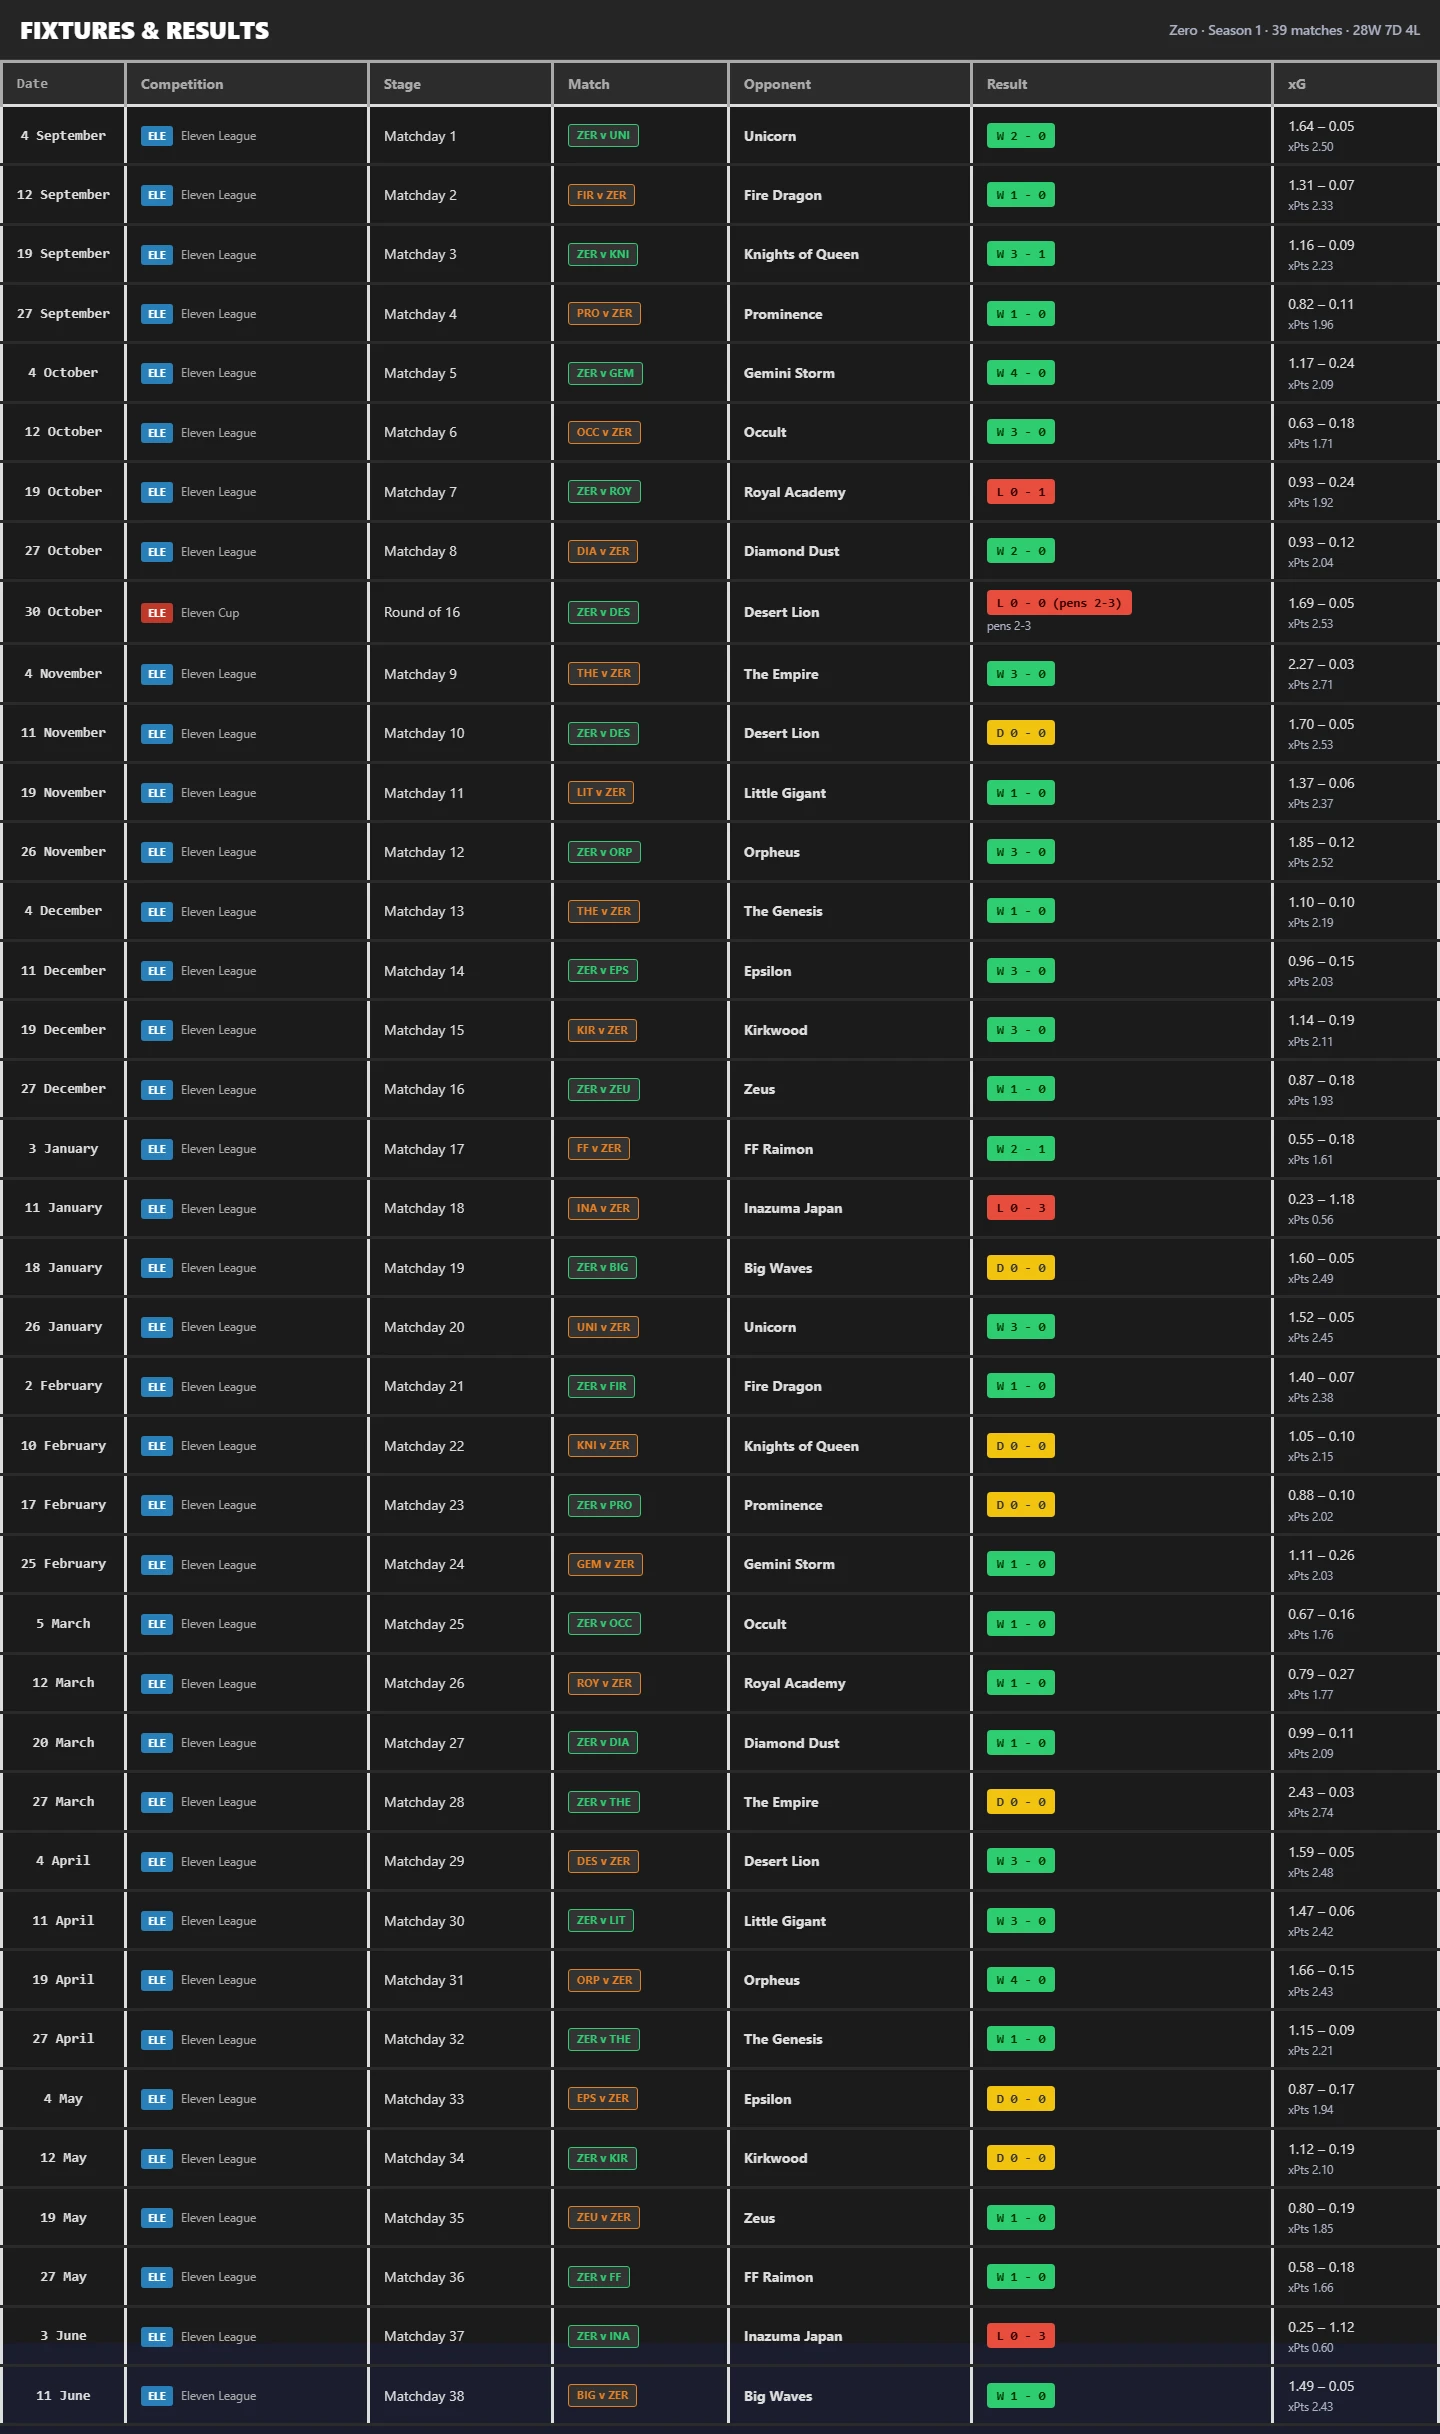 FIXTURES & RESULTS
Zero · Season 1 · 39 matches · 28W 7D 4L
Date Competition Stage Match Opponent Result xG
4 September ELE Eleven League Matchday 1 ZER v UNI Unicorn W 2 - 0 1.64 – 0.05
xPts 2.50
12 September ELE Eleven League Matchday 2 FIR v ZER Fire Dragon W 1 - 0 1.31 – 0.07
xPts 2.33
19 September ELE Eleven League Matchday 3 ZER v KNI Knights of Queen W 3 - 1 1.16 – 0.09
xPts 2.23
27 September ELE Eleven League Matchday 4 PRO v ZER Prominence W 1 - 0 0.82 – 0.11
xPts 1.96
4 October ELE Eleven League Matchday 5 ZER v GEM Gemini Storm W 4 - 0 1.17 – 0.24
xPts 2.09
12 October ELE Eleven League Matchday 6 OCC v ZER Occult W 3 - 0 0.63 – 0.18
xPts 1.71
19 October ELE Eleven League Matchday 7 ZER v ROY Royal Academy L 0 - 1 0.93 – 0.24
xPts 1.92
27 October ELE Eleven League Matchday 8 DIA v ZER Diamond Dust W 2 - 0 0.93 – 0.12
xPts 2.04
30 October ELE Eleven Cup Round of 16 ZER v DES Desert Lion L 0 - 0 (pens 2-3) 1.69 – 0.05
pens 2-3 xPts 2.53
4 November ELE Eleven League Matchday 9 THE v ZER The Empire W 3 - 0 2.27 – 0.03
xPts 2.71
11 November ELE Eleven League Matchday 10 ZER v DES Desert Lion D 0 - 0 1.70 – 0.05
xPts 2.53
19 November ELE Eleven League Matchday 11 LIT v ZER Little Gigant W 1 - 0 1.37 – 0.06
xPts 2.37
26 November ELE Eleven League Matchday 12 ZER v ORP Orpheus W 3 - 0 1.85 – 0.12
xPts 2.52
4 December ELE Eleven League Matchday 13 THE v ZER The Genesis W 1 - 0 1.10 – 0.10
xPts 2.19
11 December ELE Eleven League Matchday 14 ZER v EPS Epsilon W 3 - 0 0.96 – 0.15
xPts 2.03
19 December ELE Eleven League Matchday 15 KIR v ZER Kirkwood W 3 - 0 1.14 – 0.19
xPts 2.11
27 December ELE Eleven League Matchday 16 ZER v ZEU Zeus W 1 - 0 0.87 – 0.18
xPts 1.93
3 January ELE Eleven League Matchday 17 FF v ZER FF Raimon W 2 - 1 0.55 – 0.18
xPts 1.61
11 January ELE Eleven League Matchday 18 INA v ZER Inazuma Japan L 0 - 3 0.23 – 1.18
xPts 0.56
18 January ELE Eleven League Matchday 19 ZER v BIG Big Waves D 0 - 0 1.60 – 0.05
xPts 2.49
26 January ELE Eleven League Matchday 20 UNI v ZER Unicorn W 3 - 0 1.52 – 0.05
xPts 2.45
2 February ELE Eleven League Matchday 21 ZER v FIR Fire Dragon W 1 - 0 1.40 – 0.07
xPts 2.38
10 February ELE Eleven League Matchday 22 KNI v ZER Knights of Queen D 0 - 0 1.05 – 0.10
xPts 2.15
17 February ELE Eleven League Matchday 23 ZER v PRO Prominence D 0 - 0 0.88 – 0.10
xPts 2.02
25 February ELE Eleven League Matchday 24 GEM v ZER Gemini Storm W 1 - 0 1.11 – 0.26
xPts 2.03
5 March ELE Eleven League Matchday 25 ZER v OCC Occult W 1 - 0 0.67 – 0.16
xPts 1.76
12 March ELE Eleven League Matchday 26 ROY v ZER Royal Academy W 1 - 0 0.79 – 0.27
xPts 1.77
20 March ELE Eleven League Matchday 27 ZER v DIA Diamond Dust W 1 - 0 0.99 – 0.11
xPts 2.09
27 March ELE Eleven League Matchday 28 ZER v THE The Empire D 0 - 0 2.43 – 0.03
xPts 2.74
4 April ELE Eleven League Matchday 29 DES v ZER Desert Lion W 3 - 0 1.59 – 0.05
xPts 2.48
11 April ELE Eleven League Matchday 30 ZER v LIT Little Gigant W 3 - 0 1.47 – 0.06
xPts 2.42
19 April ELE Eleven League Matchday 31 ORP v ZER Orpheus W 4 - 0 1.66 – 0.15
xPts 2.43
27 April ELE Eleven League Matchday 32 ZER v THE The Genesis W 1 - 0 1.15 – 0.09
xPts 2.21
4 May ELE Eleven League Matchday 33 EPS v ZER Epsilon D 0 - 0 0.87 – 0.17
xPts 1.94
12 May ELE Eleven League Matchday 34 ZER v KIR Kirkwood D 0 - 0 1.12 – 0.19
xPts 2.10
19 May ELE Eleven League Matchday 35 ZEU v ZER Zeus W 1 - 0 0.80 – 0.19
xPts 1.85
27 May ELE Eleven League Matchday 36 ZER v FF FF Raimon W 1 - 0 0.58 – 0.18
xPts 1.66
3 June ELE Eleven League Matchday 37 ZER v INA Inazuma Japan L 0 - 3 0.25 – 1.12
xPts 0.60
11 June ELE Eleven League Matchday 38 BIG v ZER Big Waves W 1 - 0 1.49 – 0.05
xPts 2.43